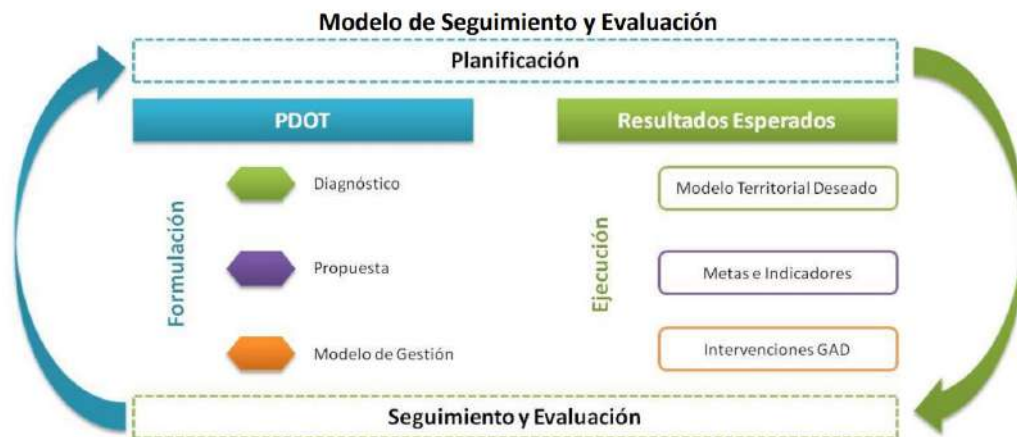 Modelo de Seguimiento y Evaluación
Planificación
PDOT
Resultados Esperados
Formulación
Diagnóstico
Propuesta
Modelo de Gestión
Ejecución
Modelo Territorial Deseado
Metas e Indicadores
Intervenciones GAD
Seguimiento y Evaluación